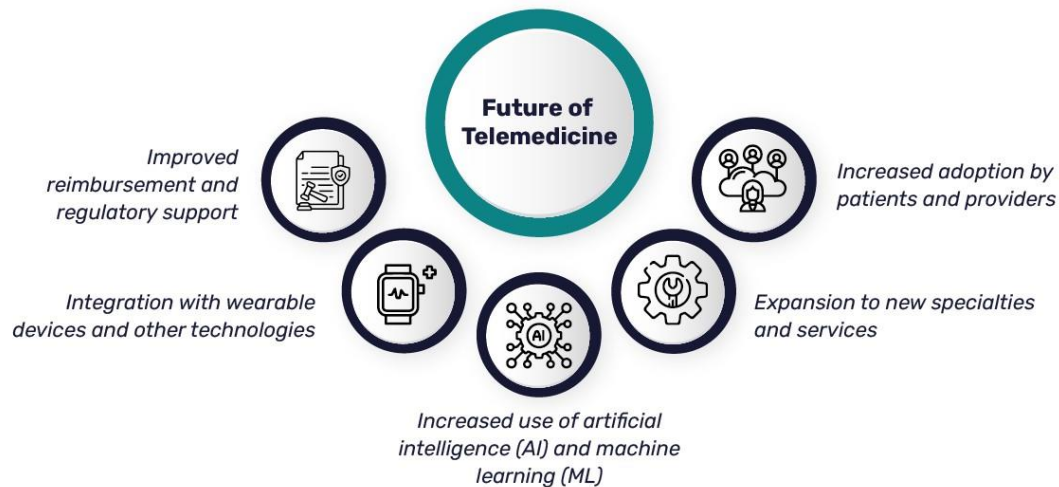 Future of
Telemedicine
Improved
reimbursement and
regulatory support
Integration with wearable
devices and other technologies
AI
Increased use of artificial
intelligence (AI) and machine
learning (ML)
Expansion to new specialties
and services
Increased adoption by
patients and providers